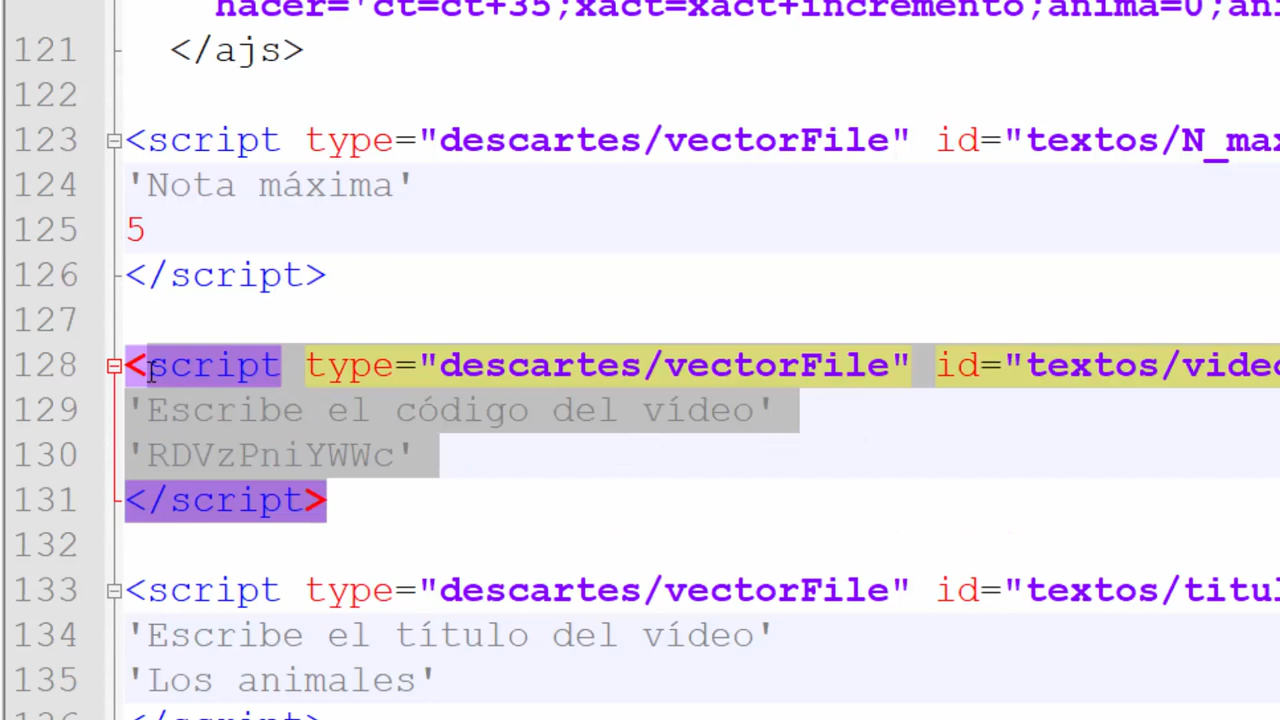 hacer='ct=ct+35;xact=xact+incremento;anima=0;ani
121 </ajs>
122
123 <script type="descartes/vectorFile" id="textos/N_max
124 'Nota máxima'
125 5
126 </script>
127
128 <script type="descartes/vectorFile" id="textos/video
129 'Escribe el código del vídeo'
130 'RDVzPniYWWc'
131 </script>
132
133 <script type="descartes/vectorFile" id="textos/titul
134 'Escribe el título del vídeo'
135 'Los animales'
136 </script>